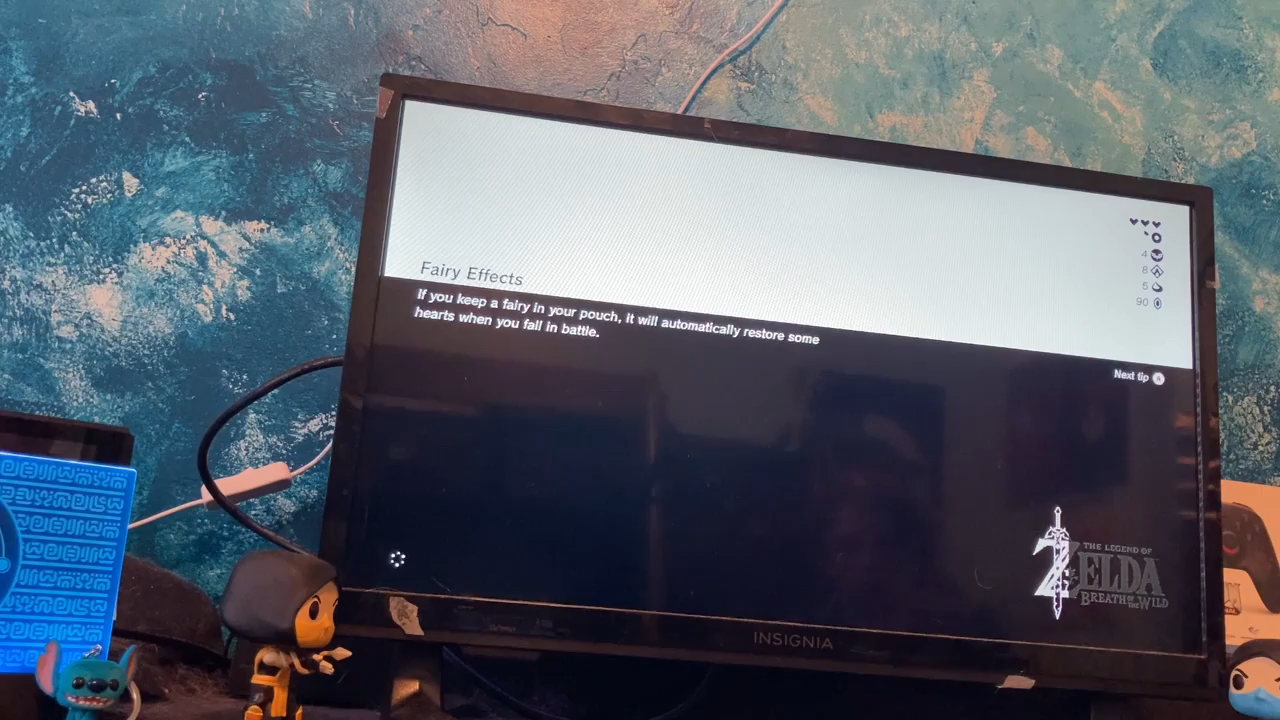 4
8
5
90
Fairy Effects
If you keep a fairy in your pouch, it will automatically restore some
hearts when you fall in battle.
Next tip
THE LEGEND OF
ZELDA
BREATH OF THE WILD
INSIGNIA